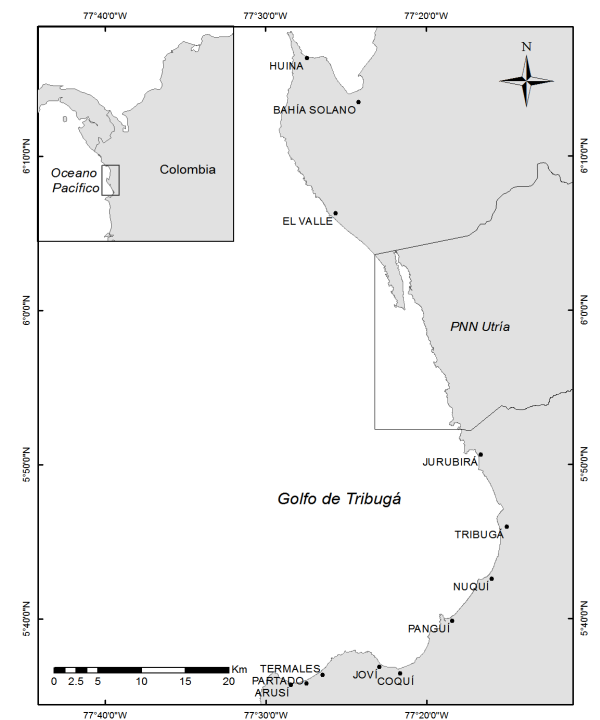 77°40'0"W 77°30'0"W 77°20'0"W
N
HUINA
BAHÍA SOLANO
Oceano
Pacífico
Colombia
6°10'0"N 6°10'0"N
EL VALLE
6°0'0"N 6°0'0"N
PNN Utría
JURUBIRÁ
5°50'0"N 5°50'0"N
Golfo de Tribugá
TRIBUGÁ
NUQUÍ
5°40'0"N 5°40'0"N
PANGUÍ
TERMALES
JOVÍ
COQUÍ
PARTADO
ARUSÍ
Km
0 2.5 5 10 15 20
77°40'0"W 77°30'0"W 77°20'0"W